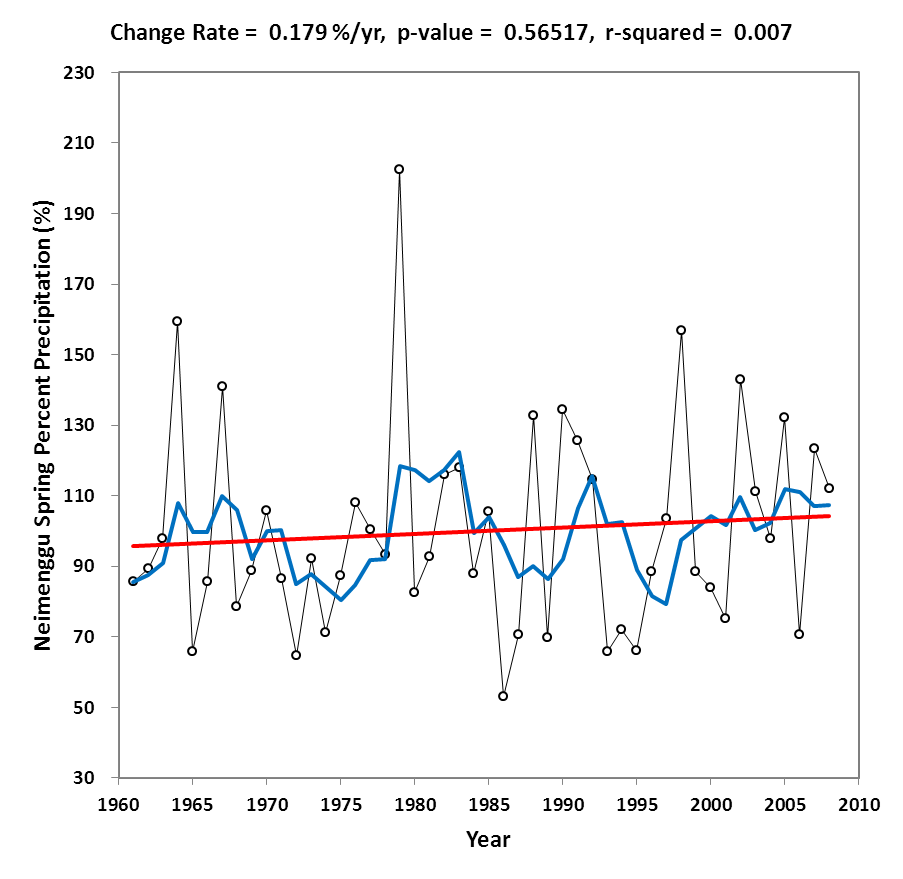 Change Rate = 0.179 %/yr, p-value = 0.56517, r-squared = 0.007
Neimenggu Spring Percent Precipitation (%)
230
210
190
170
150
130
110
90
70
50
30
1960 1965 1970 1975 1980 1985 1990 1995 2000 2005 2010
Year